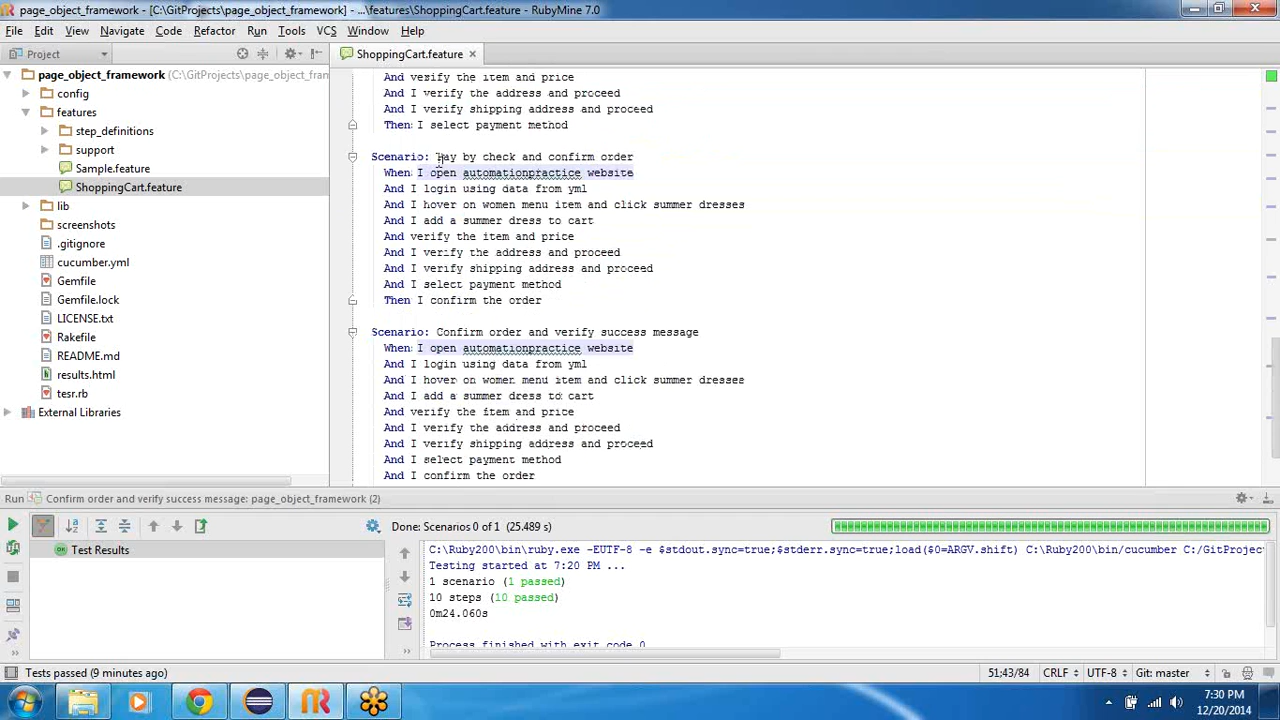 page_object_framework - [C:\GitProjects\page_object_framework] - ...\features\ShoppingCart.feature - RubyMine 7.0
File Edit View Navigate Code Refactor Run Tools VCS Window Help
Project
ShoppingCart.feature
page_object_framework (C:\GitProjects\page_object_fram
config
features
step_definitions
support
Sample.feature
ShoppingCart.feature
lib
screenshots
.gitignore
cucumber.yml
Gemfile
Gemfile.lock
LICENSE.txt
Rakefile
README.md
results.html
tesr.rb
External Libraries
And verify the item and price
And I verify the address and proceed
And I verify shipping address and proceed
Then I select payment method
Scenario: Pay by check and confirm order
When I open automationpractice website
And I login using data from yml
And I hover on women menu item and click summer dresses
And I add a summer dress to cart
And verify the item and price
And I verify the address and proceed
And I verify shipping address and proceed
And I select payment method
Then I confirm the order
Scenario: Confirm order and verify success message
When I open automationpractice website
And I login using data from yml
And I hover on women menu item and click summer dresses
And I add a summer dress to cart
And verify the item and price
And I verify the address and proceed
And I verify shipping address and proceed
And I select payment method
And I confirm the order
Run Confirm order and verify success message: page_object_framework (2)
Done: Scenarios 0 of 1 (25.489 s)
OK Test Results
C:\Ruby200\bin\ruby.exe -EUTF-8 -e $stdout.sync=true;$stderr.sync=true;load($0=ARGV.shift) C:\Ruby200\bin/cucumber C:/GitProjec
Testing started at 7:20 PM ...
1 scenario (1 passed)
10 steps (10 passed)
0m24.060s
Process finished with exit code 0
Tests passed (9 minutes ago)
51:43/84 CRLF UTF-8 Git: master
7:30 PM
12/20/2014